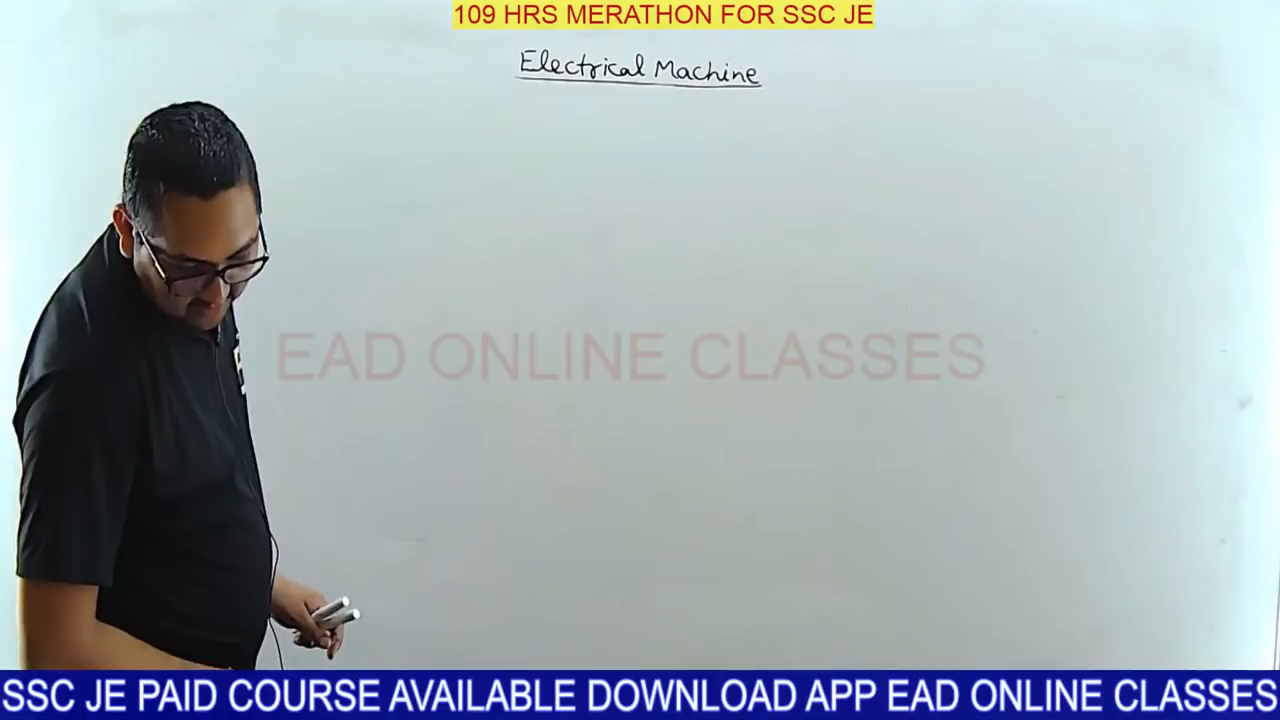 109 HRS MERATHON FOR SSC JE
Electrical Machine
EAD ONLINE CLASSES
SSC JE PAID COURSE AVAILABLE DOWNLOAD APP EAD ONLINE CLASSES